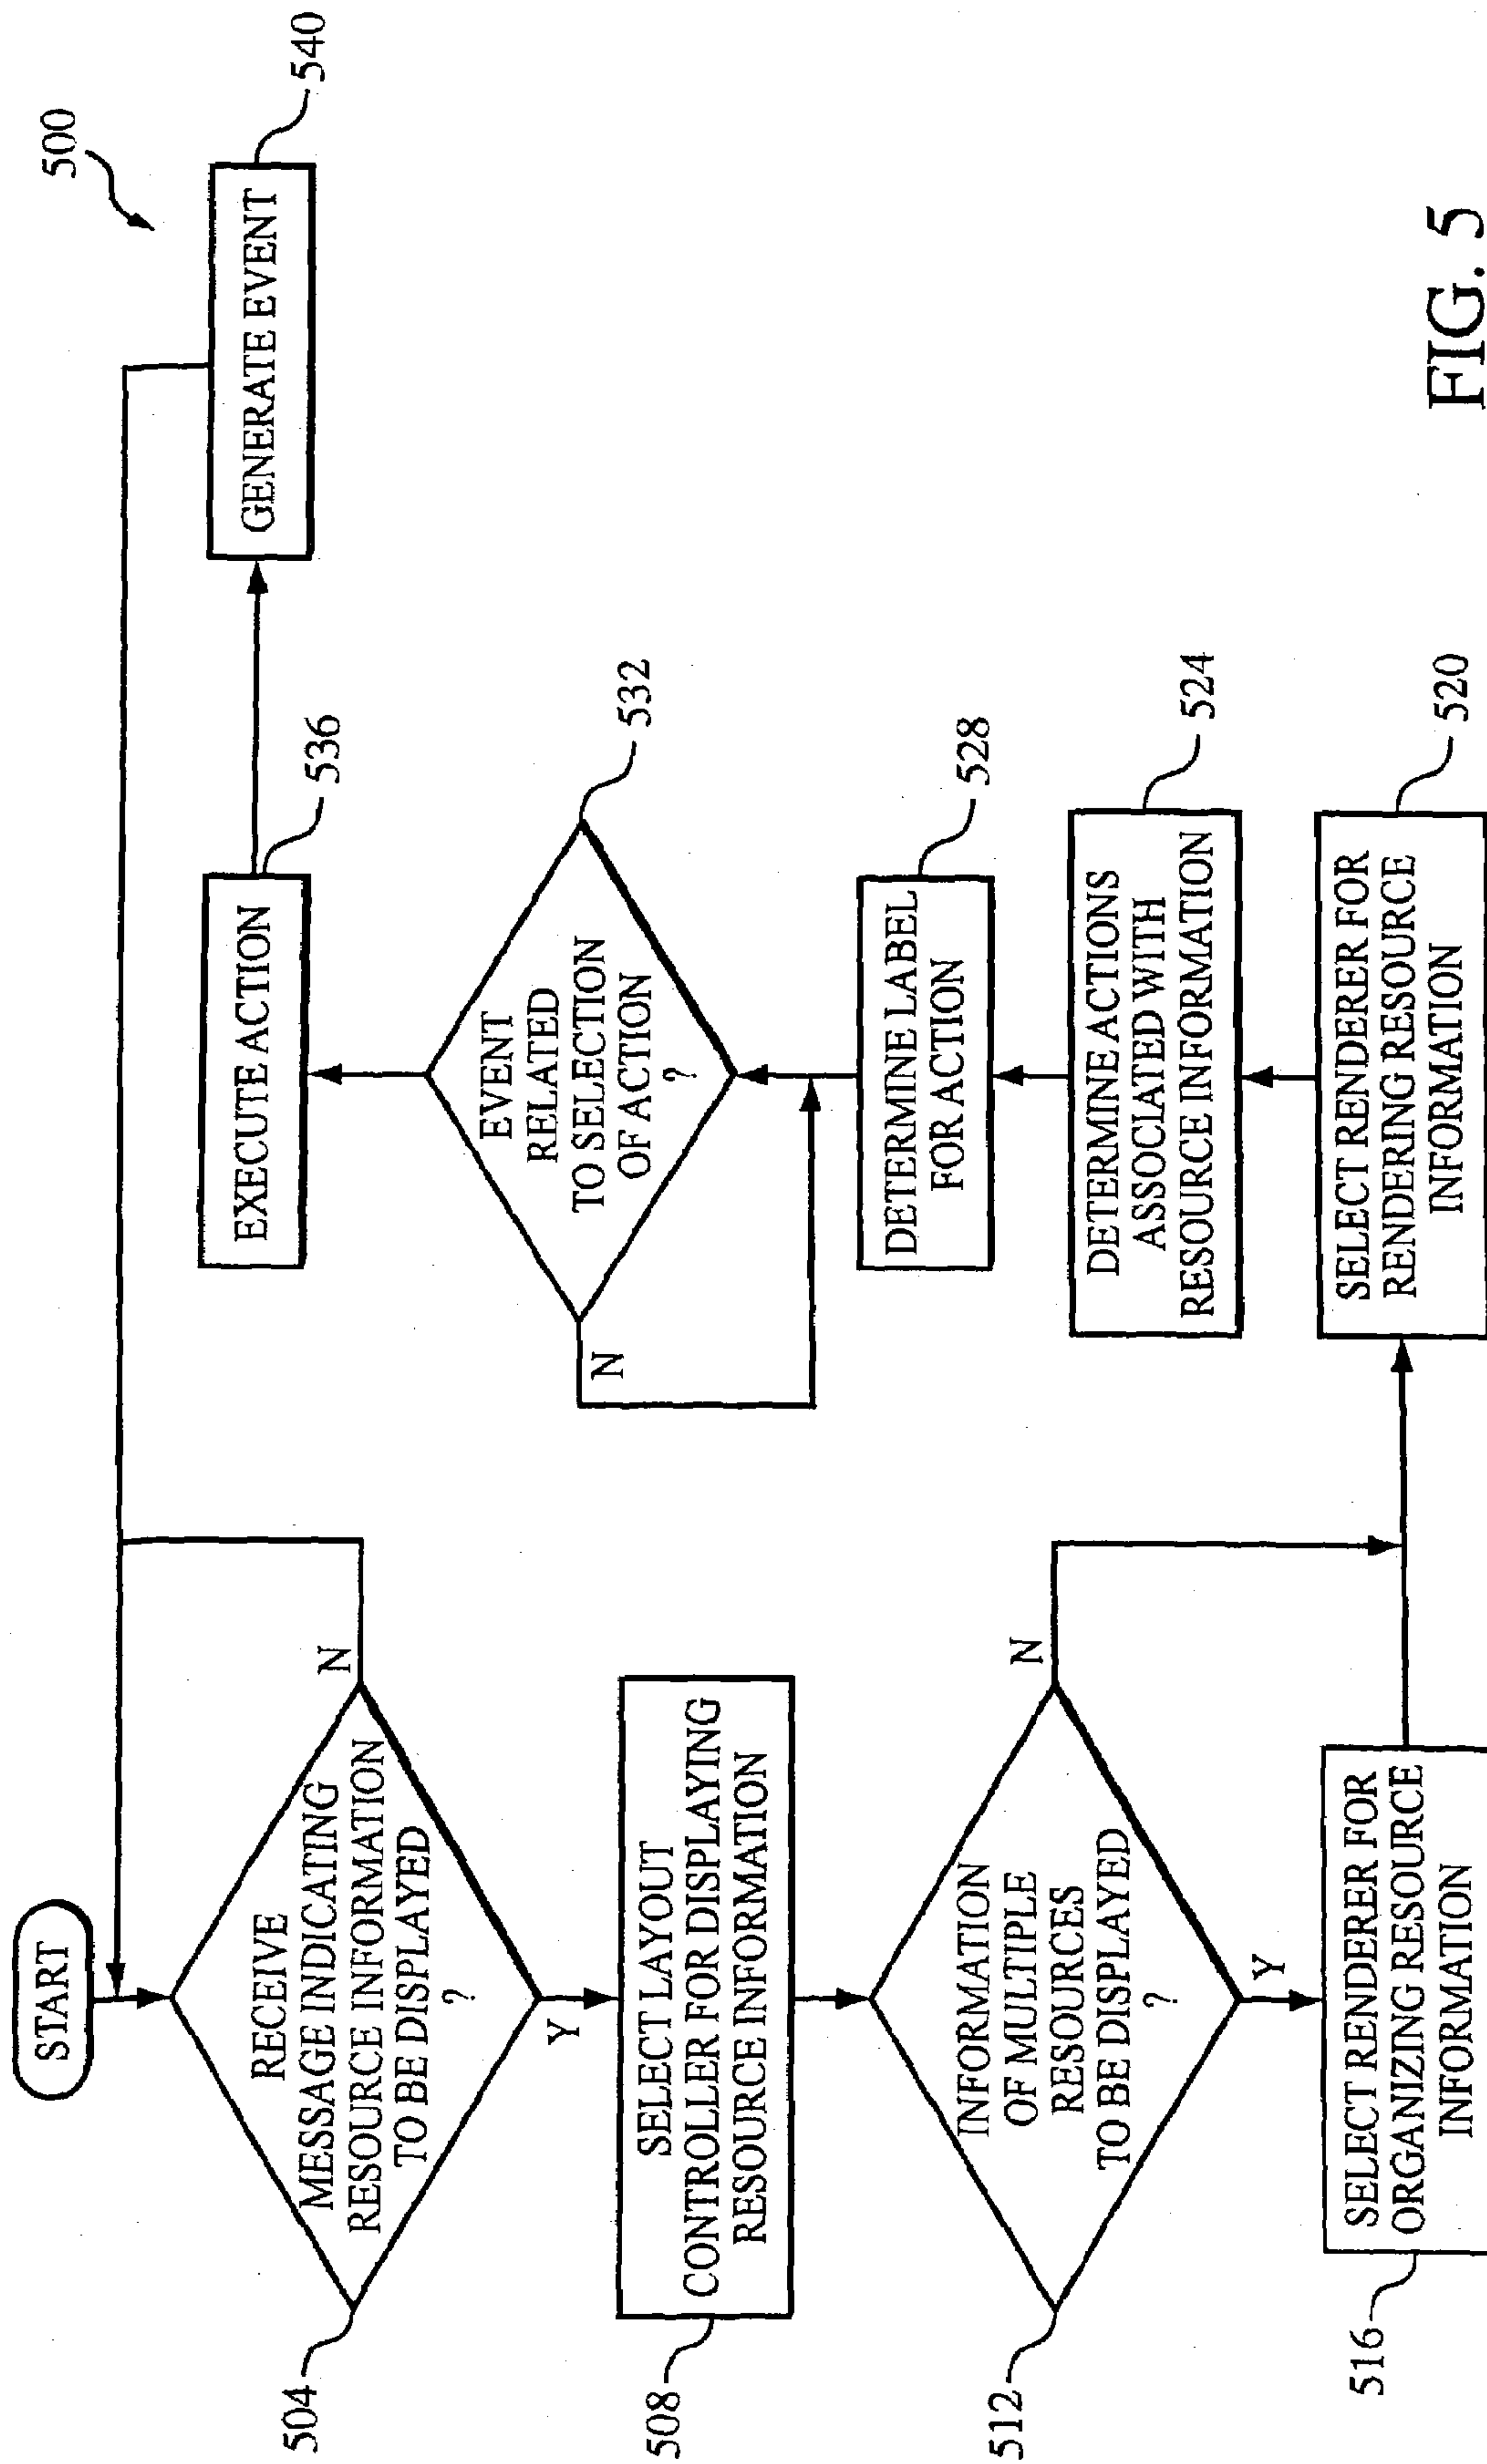 500
START
RECEIVE
MESSAGE INDICATING
RESOURCE INFORMATION
TO BE DISPLAYED
?
N
Y
504
SELECT LAYOUT
CONTROLLER FOR DISPLAYING
RESOURCE INFORMATION
508
INFORMATION
OF MULTIPLE
RESOURCES
TO BE DISPLAYED
?
N
Y
512
SELECT RENDERER FOR
ORGANIZING RESOURCE
INFORMATION
516
SELECT RENDERER FOR
RENDERING RESOURCE
INFORMATION
520
DETERMINE ACTIONS
ASSOCIATED WITH
RESOURCE INFORMATION
524
DETERMINE LABEL
FOR ACTION
528
EVENT
RELATED
TO SELECTION
OF ACTION
?
N
532
EXECUTE ACTION
536
GENERATE EVENT
540
FIG. 5